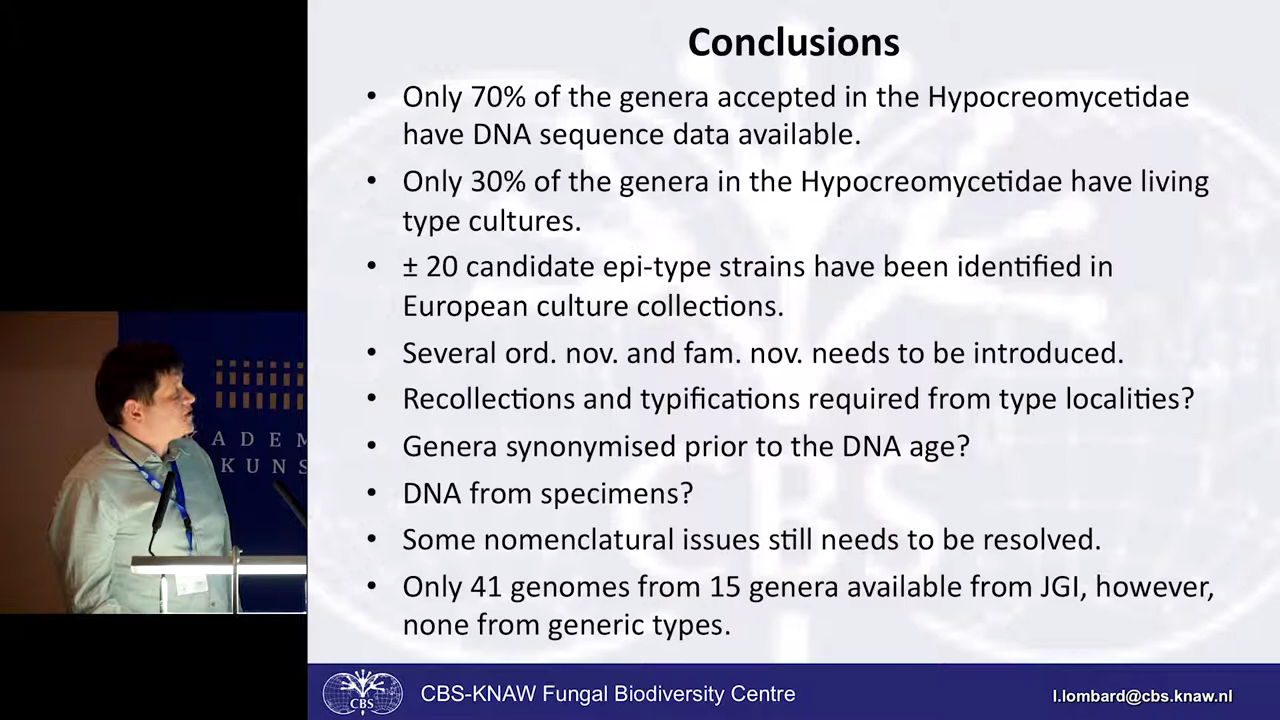 Conclusions
• Only 70% of the genera accepted in the Hypocreomycetidae
have DNA sequence data available.
• Only 30% of the genera in the Hypocreomycetidae have living
type cultures.
• ± 20 candidate epi-type strains have been identified in
European culture collections.
• Several ord. nov. and fam. nov. needs to be introduced.
• Recollections and typifications required from type localities?
• Genera synonymised prior to the DNA age?
• DNA from specimens?
• Some nomenclatural issues still needs to be resolved.
• Only 41 genomes from 15 genera available from JGI, however,
none from generic types.
KADEM
KUNS
CBS
CBS
CBS-KNAW Fungal Biodiversity Centre
l.lombard@cbs.knaw.nl